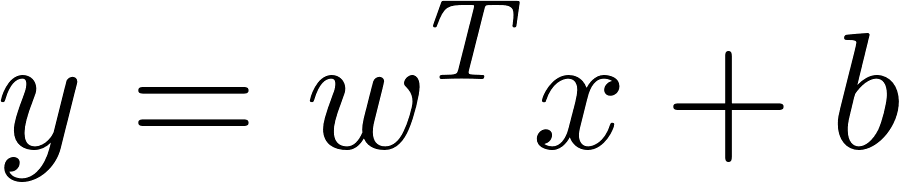 y = w^T x + b